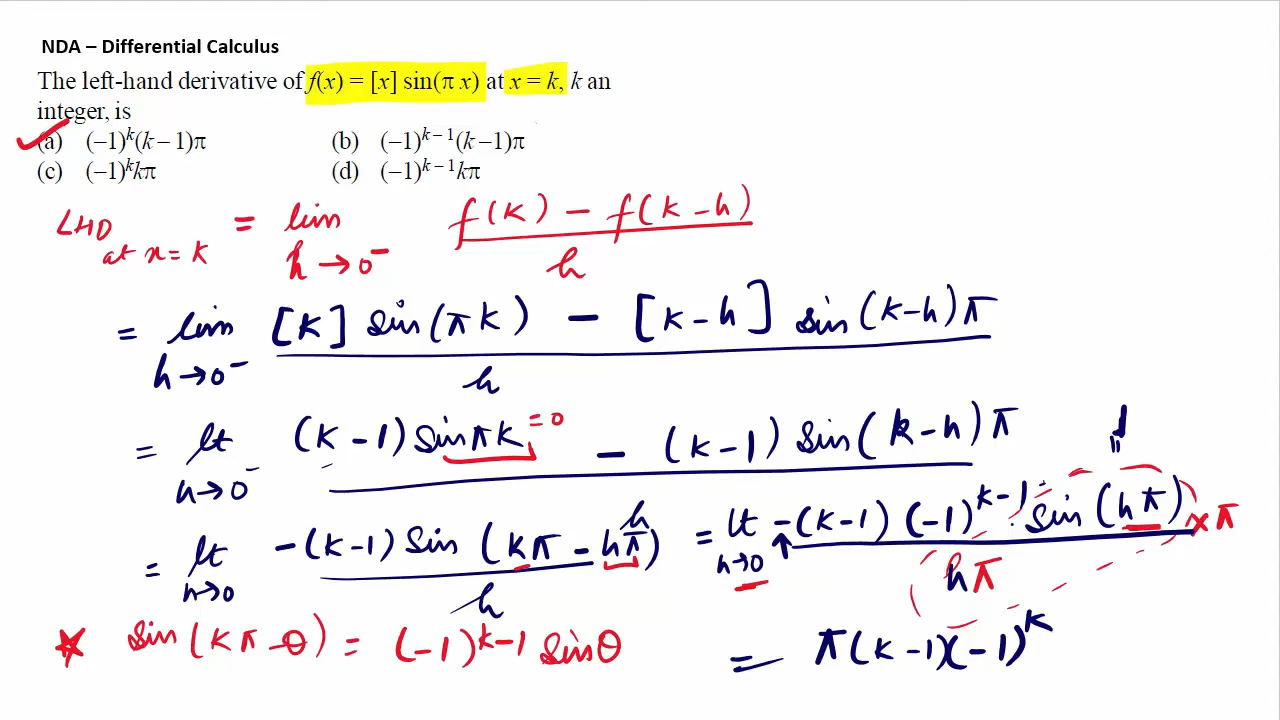 NDA – Differential Calculus
The left-hand derivative of f(x) = [x] sin(π x) at x = k, k an
integer, is
(a) (–1)^k(k – 1)π (b) (–1)^{k – 1}(k – 1)π
(c) (–1)^k kπ (d) (–1)^{k – 1} kπ
LHD at x = k = lim h→0⁻ f(k) – f(k–h) / h
= lim h→0⁻ [k] sin(πk) – [k–h] sin(k–h)π / h
= lt h→0⁻ (k–1) sinπk = 0 – (k–1) sin(k–h)π
= lt h→0 –(k–1) sin(kπ – hπ) / h = lt h→0 –(k–1)(–1)^{k–1} sin(hπ) × π / hπ
sin(kπ – θ) = (–1)^{k–1} sinθ = π(k–1)(–1)^k